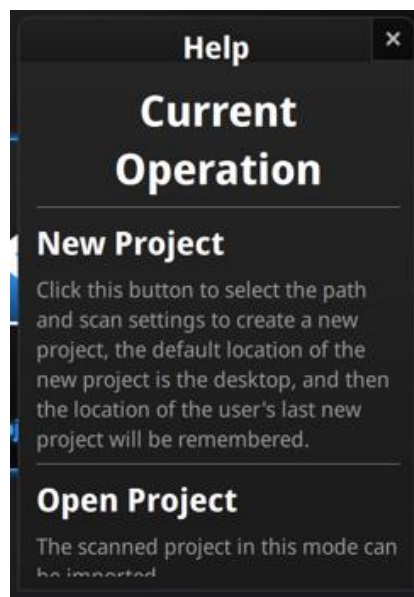 Help
×
Current
Operation
New Project
Click this button to select the path
and scan settings to create a new
project, the default location of the
new project is the desktop, and then
the location of the user's last new
project will be remembered.
Open Project
The scanned project in this mode can
be imported